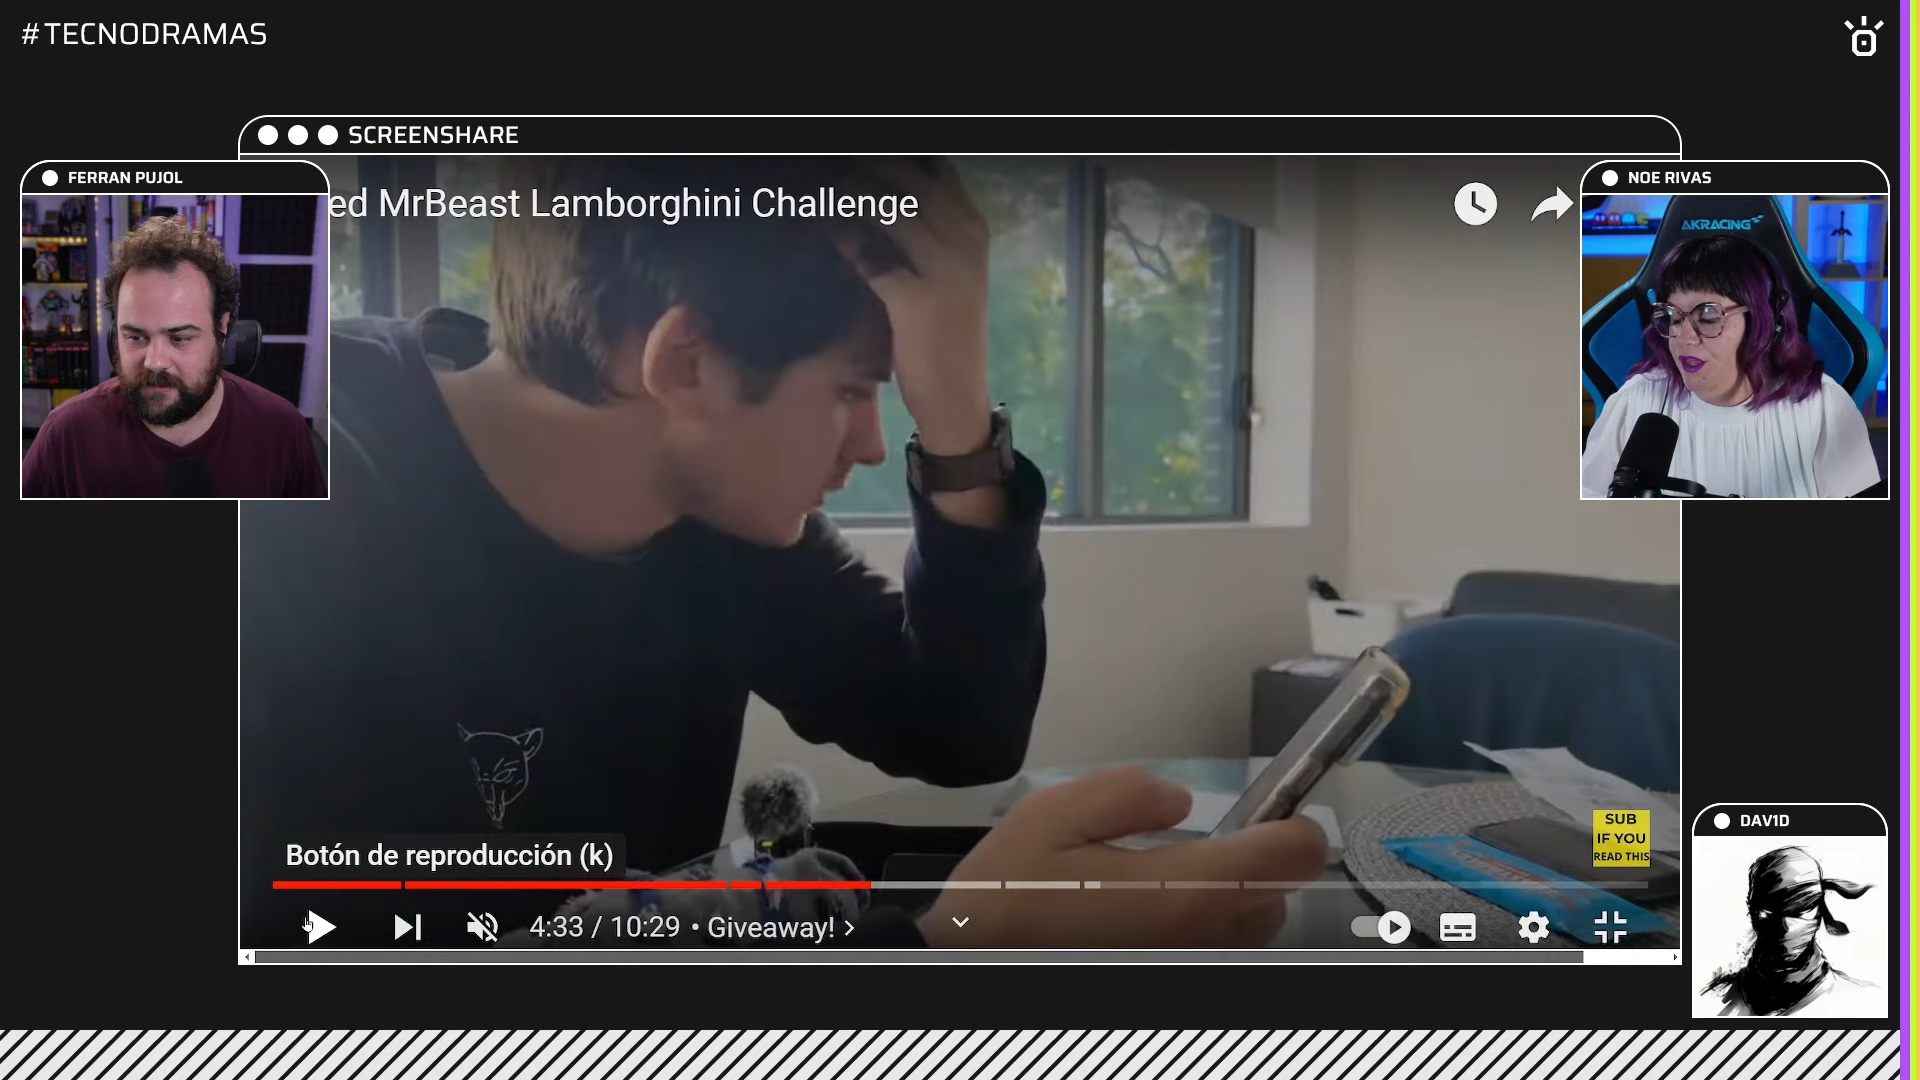 #TECNODRAMAS
SCREENSHARE
FERRAN PUJOL
NOE RIVAS
ed MrBeast Lamborghini Challenge
AKRACING
SUB
IF YOU
READ THIS
DAV1D
Botón de reproducción (k)
4:33 / 10:29 • Giveaway! >